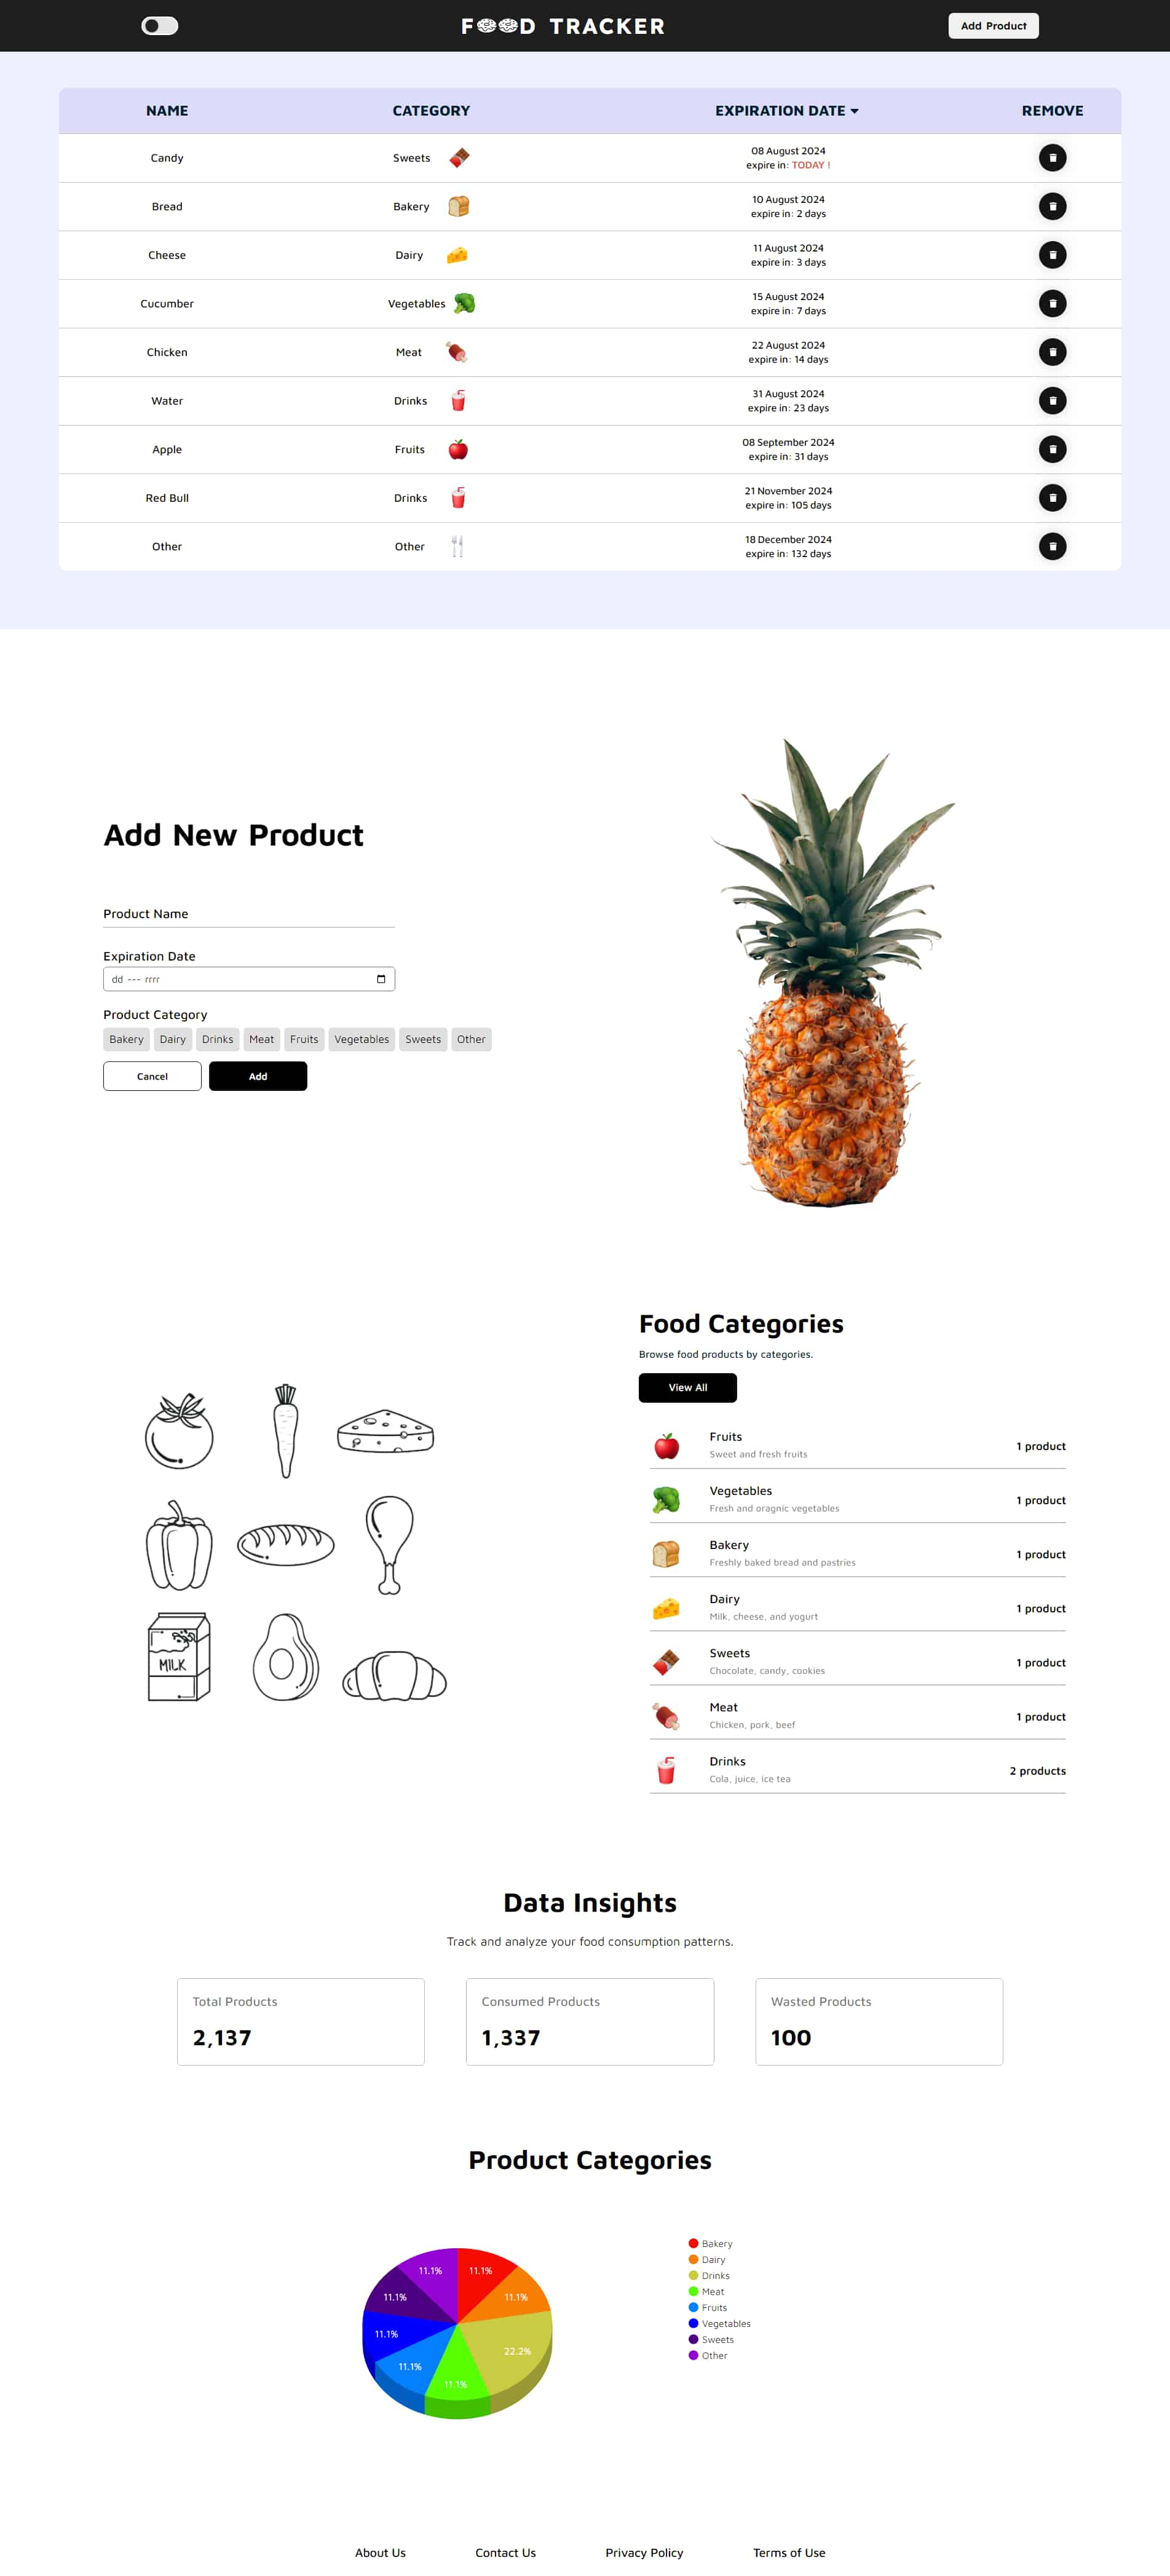 FOOD TRACKER
Add Product
NAME CATEGORY EXPIRATION DATE REMOVE
Candy Sweets 08 August 2024
expire in: TODAY !
Bread Bakery 10 August 2024
expire in: 2 days
Cheese Dairy 11 August 2024
expire in: 3 days
Cucumber Vegetables 15 August 2024
expire in: 7 days
Chicken Meat 22 August 2024
expire in: 14 days
Water Drinks 31 August 2024
expire in: 23 days
Apple Fruits 08 September 2024
expire in: 31 days
Red Bull Drinks 21 November 2024
expire in: 105 days
Other Other 18 December 2024
expire in: 132 days
Add New Product
Product Name
Expiration Date
dd --- rrrr
Product Category
Bakery Dairy Drinks Meat Fruits Vegetables Sweets Other
Cancel Add
MILK
Food Categories
Browse food products by categories.
View All
Fruits
Sweet and fresh fruits
1 product
Vegetables
Fresh and oragnic vegetables
1 product
Bakery
Freshly baked bread and pastries
1 product
Dairy
Milk, cheese, and yogurt
1 product
Sweets
Chocolate, candy, cookies
1 product
Meat
Chicken, pork, beef
1 product
Drinks
Cola, juice, ice tea
2 products
Data Insights
Track and analyze your food consumption patterns.
Total Products
2,137
Consumed Products
1,337
Wasted Products
100
Product Categories
11.1%
11.1%
22.2%
11.1%
11.1%
11.1%
11.1%
11.1%
Bakery
Dairy
Drinks
Meat
Fruits
Vegetables
Sweets
Other
About Us Contact Us Privacy Policy Terms of Use